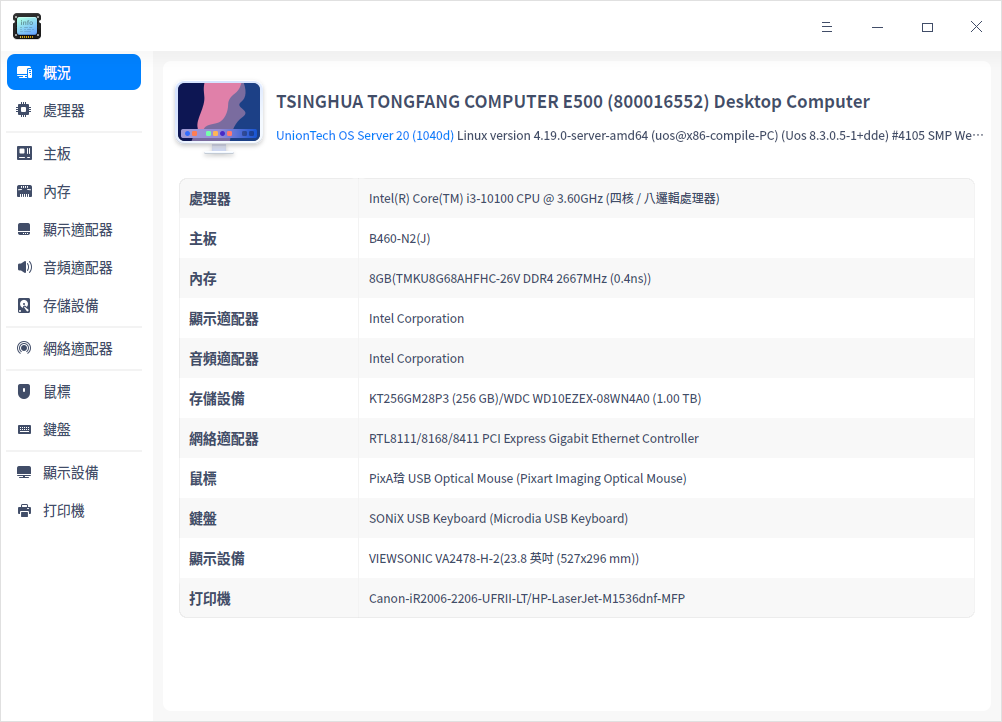 info
概況
處理器
主板
內存
顯示適配器
音頻適配器
存儲設備
網絡適配器
鼠標
鍵盤
顯示設備
打印機
TSINGHUA TONGFANG COMPUTER E500 (800016552) Desktop Computer
UnionTech OS Server 20 (1040d) Linux version 4.19.0-server-amd64 (uos@x86-compile-PC) (Uos 8.3.0.5-1+dde) #4105 SMP We…
處理器 Intel(R) Core(TM) i3-10100 CPU @ 3.60GHz (四核 / 八邏輯處理器)
主板 B460-N2(J)
內存 8GB(TMKU8G68AHFHC-26V DDR4 2667MHz (0.4ns))
顯示適配器 Intel Corporation
音頻適配器 Intel Corporation
存儲設備 KT256GM28P3 (256 GB)/WDC WD10EZEX-08WN4A0 (1.00 TB)
網絡適配器 RTL8111/8168/8411 PCI Express Gigabit Ethernet Controller
鼠標 PixA琀 USB Optical Mouse (Pixart Imaging Optical Mouse)
鍵盤 SONiX USB Keyboard (Microdia USB Keyboard)
顯示設備 VIEWSONIC VA2478-H-2(23.8 英吋 (527x296 mm))
打印機 Canon-iR2006-2206-UFRII-LT/HP-LaserJet-M1536dnf-MFP